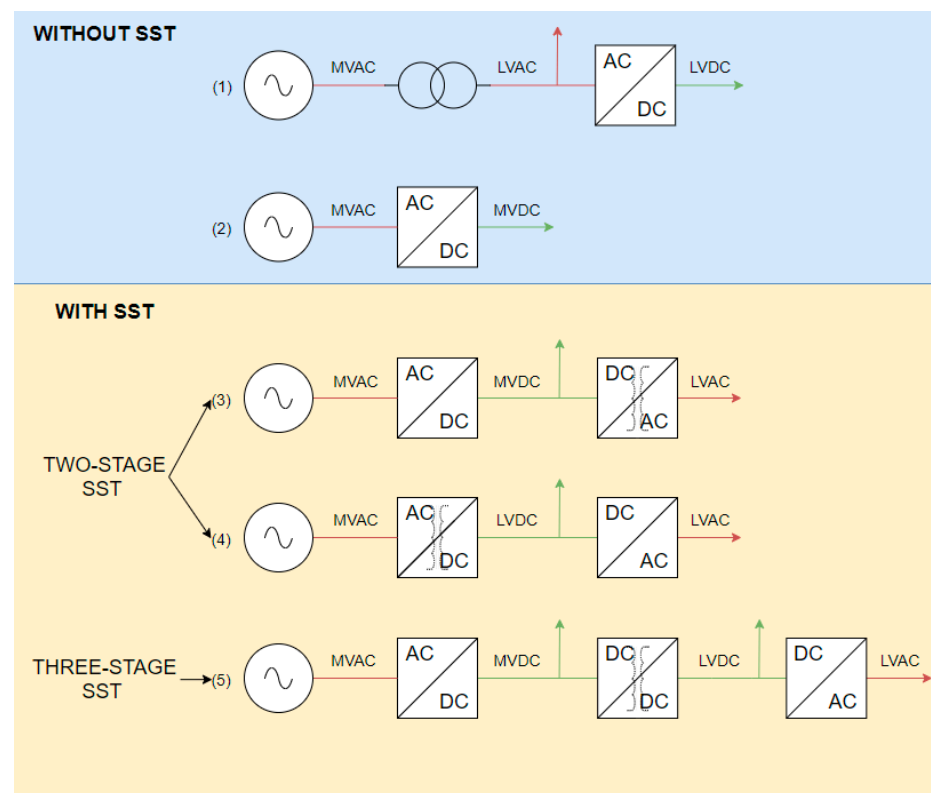 WITHOUT SST
(1) MVAC LVAC AC DC LVDC
(2) MVAC AC DC MVDC
WITH SST
TWO-STAGE
SST
(3) MVAC AC DC MVDC DC AC LVAC
(4) MVAC AC DC LVDC DC AC LVAC
THREE-STAGE
SST
(5) MVAC AC DC MVDC DC DC LVDC DC AC LVAC